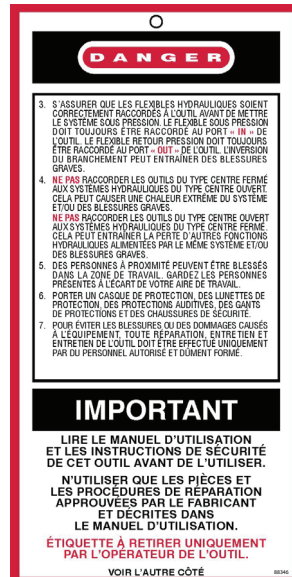 DANGER
3. S'ASSURER QUE LES FLEXIBLES HYDRAULIQUES SOIENT
CORRECTEMENT RACCORDÉS À L'OUTIL AVANT DE METTRE
LE SYSTÈME SOUS PRESSION. LE FLEXIBLE SOUS PRESSION
DOIT TOUJOURS ÊTRE RACCORDÉ AU PORT « IN » DE
L'OUTIL. LE FLEXIBLE RETOUR PRESSION DOIT TOUJOURS
ÊTRE RACCORDÉ AU PORT « OUT » DE L'OUTIL. L'INVERSION
DU BRANCHEMENT PEUT ENTRAÎNER DES BLESSURES
GRAVES.
4. NE PAS RACCORDER LES OUTILS DU TYPE CENTRE FERMÉ
AUX SYSTÈMES HYDRAULIQUES DU TYPE CENTRE OUVERT.
CELA PEUT CAUSER UNE CHALEUR EXTRÊME DU SYSTÈME
ET/OU DES BLESSURES GRAVES.
NE PAS RACCORDER LES OUTILS DU TYPE CENTRE OUVERT
AUX SYSTÈMES HYDRAULIQUES DU TYPE CENTRE FERMÉ.
CELA PEUT ENTRAÎNER LA PERTE D'AUTRES FONCTIONS
HYDRAULIQUES ALIMENTÉES PAR LE MÊME SYSTÈME ET/OU
DES BLESSURES GRAVES.
5. DES PERSONNES À PROXIMITÉ PEUVENT ÊTRE BLESSÉS
DANS LA ZONE DE TRAVAIL. GARDEZ LES PERSONNES
PRÉSENTES À L'ÉCART DE VOTRE AIRE DE TRAVAIL.
6. PORTER UN CASQUE DE PROTECTION, DES LUNETTES DE
PROTECTION, DES PROTECTIONS AUDITIVES, DES GANTS
DE PROTECTIONS ET DES CHAUSSURES DE SÉCURITÉ.
7. POUR ÉVITER LES BLESSURES OU DES DOMMAGES CAUSÉS
À L'ÉQUIPEMENT, TOUTE RÉPARATION, ENTRETIEN ET
ENTRETIEN DE L'OUTIL DOIT ÊTRE EFFECTUÉ UNIQUEMENT
PAR DU PERSONNEL AUTORISÉ ET DÛMENT FORMÉ.
IMPORTANT
LIRE LE MANUEL D'UTILISATION
ET LES INSTRUCTIONS DE SÉCURITÉ
DE CET OUTIL AVANT DE L'UTILISER.
N'UTILISER QUE LES PIÈCES ET
LES PROCÉDURES DE RÉPARATION
APPROUVÉES PAR LE FABRICANT
ET DÉCRITES DANS
LE MANUEL D'UTILISATION.
ÉTIQUETTE À RETIRER UNIQUEMENT
PAR L'OPÉRATEUR DE L'OUTIL.
VOIR L'AUTRE CÔTÉ
88346